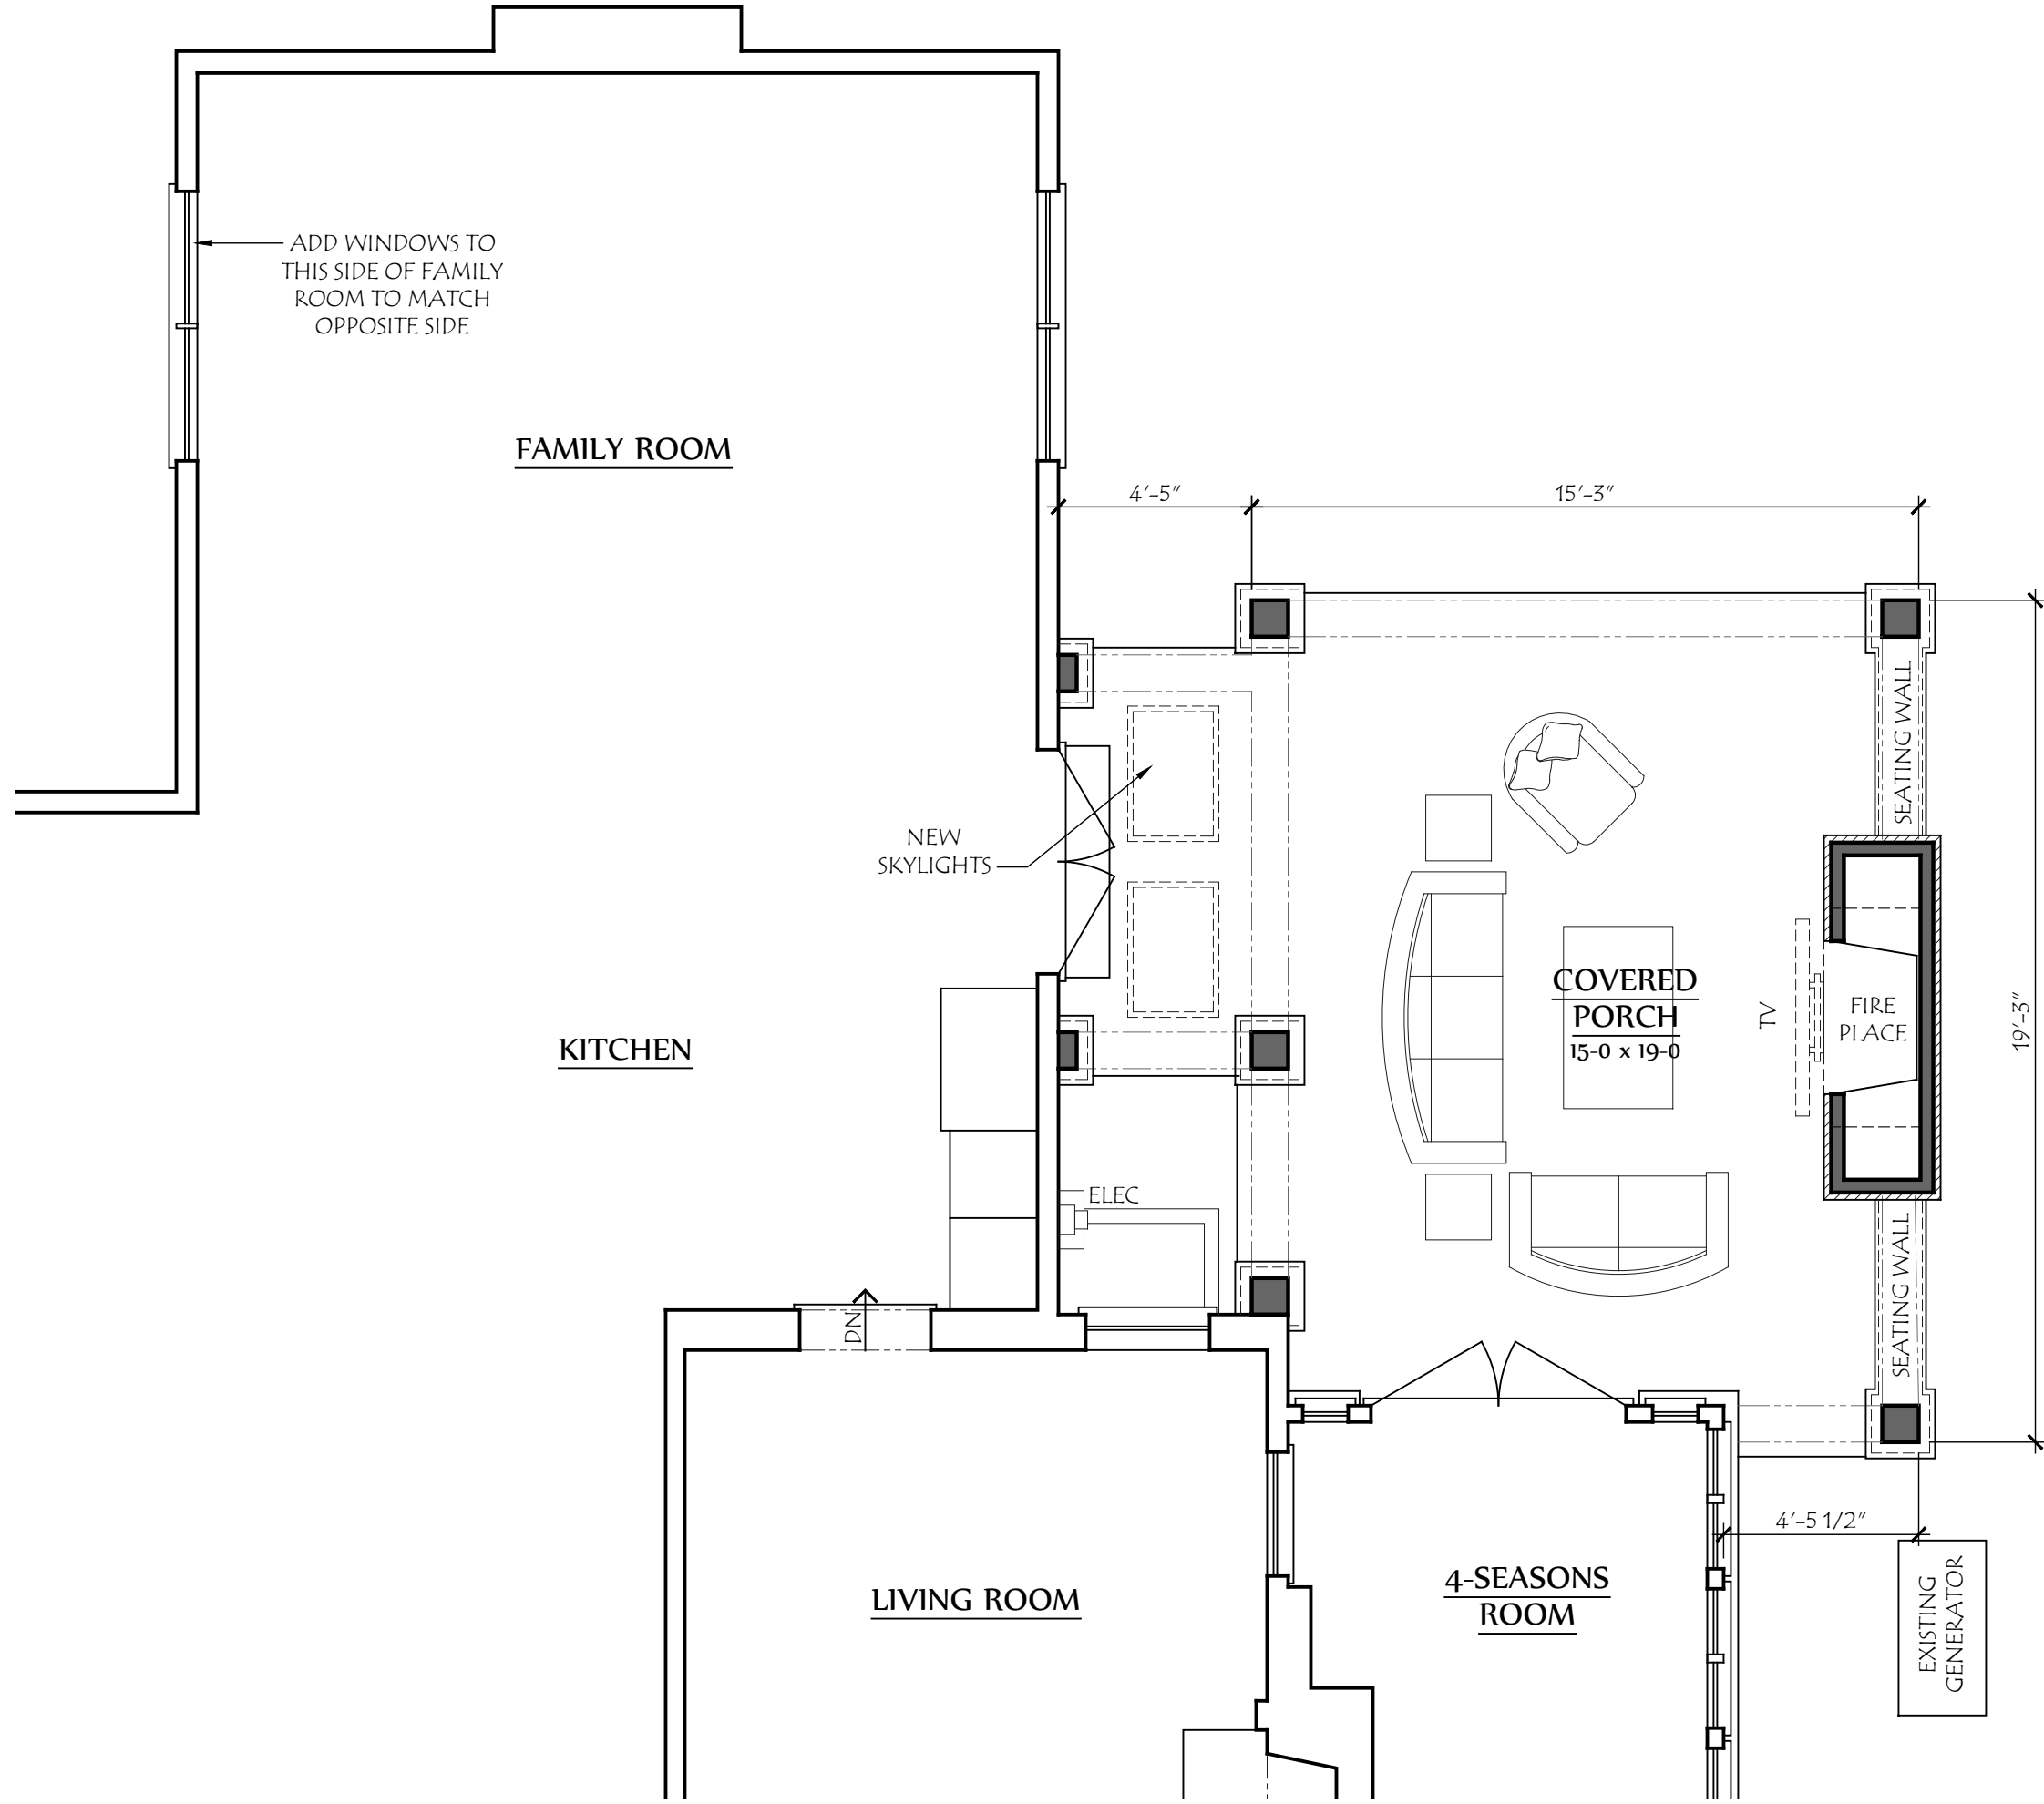 ADD WINDOWS TO
THIS SIDE OF FAMILY
ROOM TO MATCH
OPPOSITE SIDE
FAMILY ROOM
4'-5"
15'-3"
SEATING WALL
NEW
SKYLIGHTS
COVERED
PORCH
15-0 x 19-0
TV
FIRE
PLACE
19'-3"
KITCHEN
ELEC
SEATING WALL
DN
4'-5 1/2"
LIVING ROOM
4-SEASONS
ROOM
EXISTING
GENERATOR